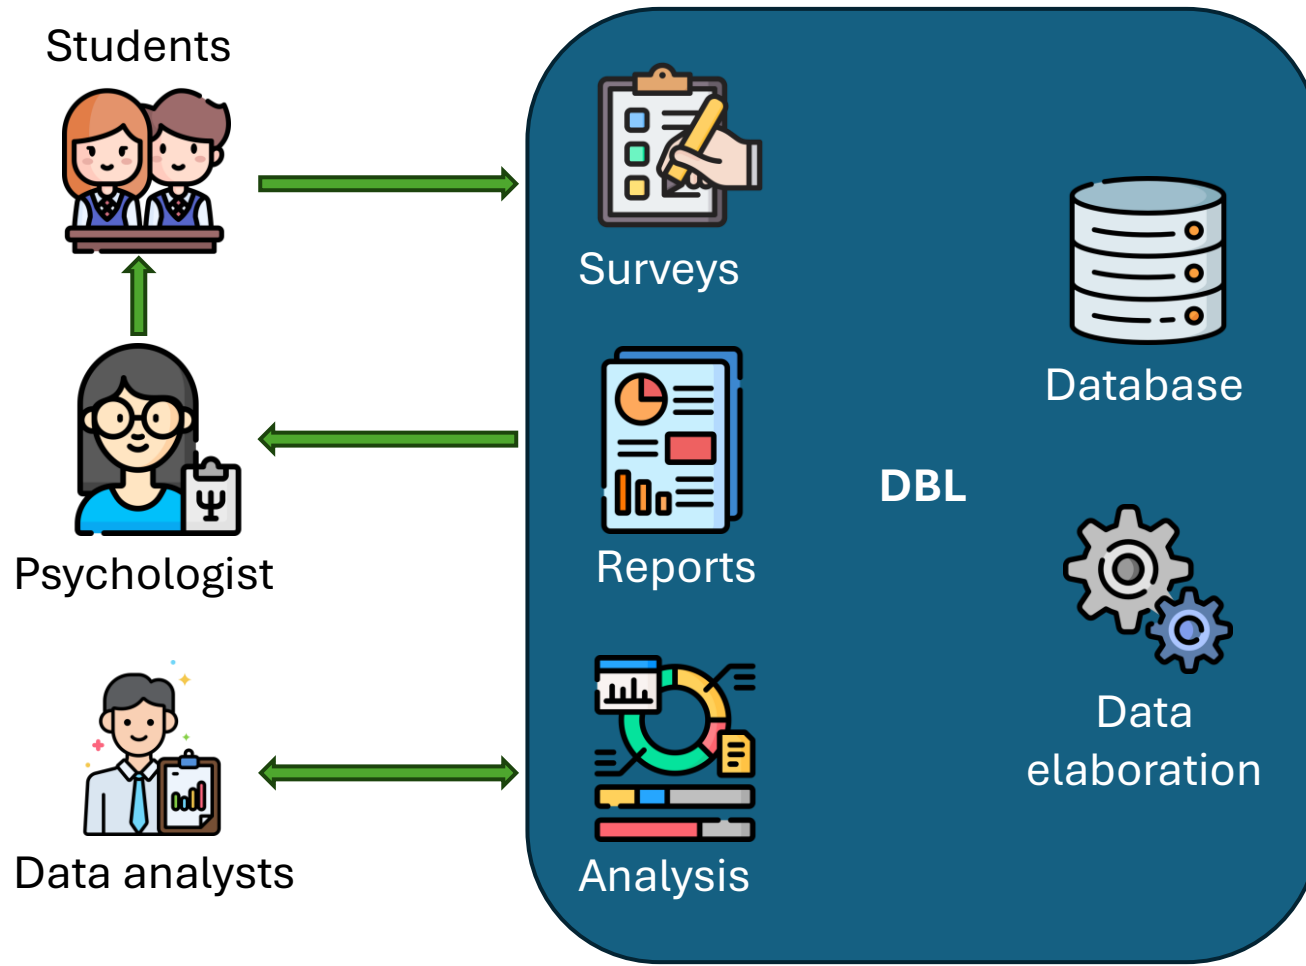 Students
Surveys
Database
DBL
Psychologist
Reports
Data
elaboration
Data analysts
Analysis